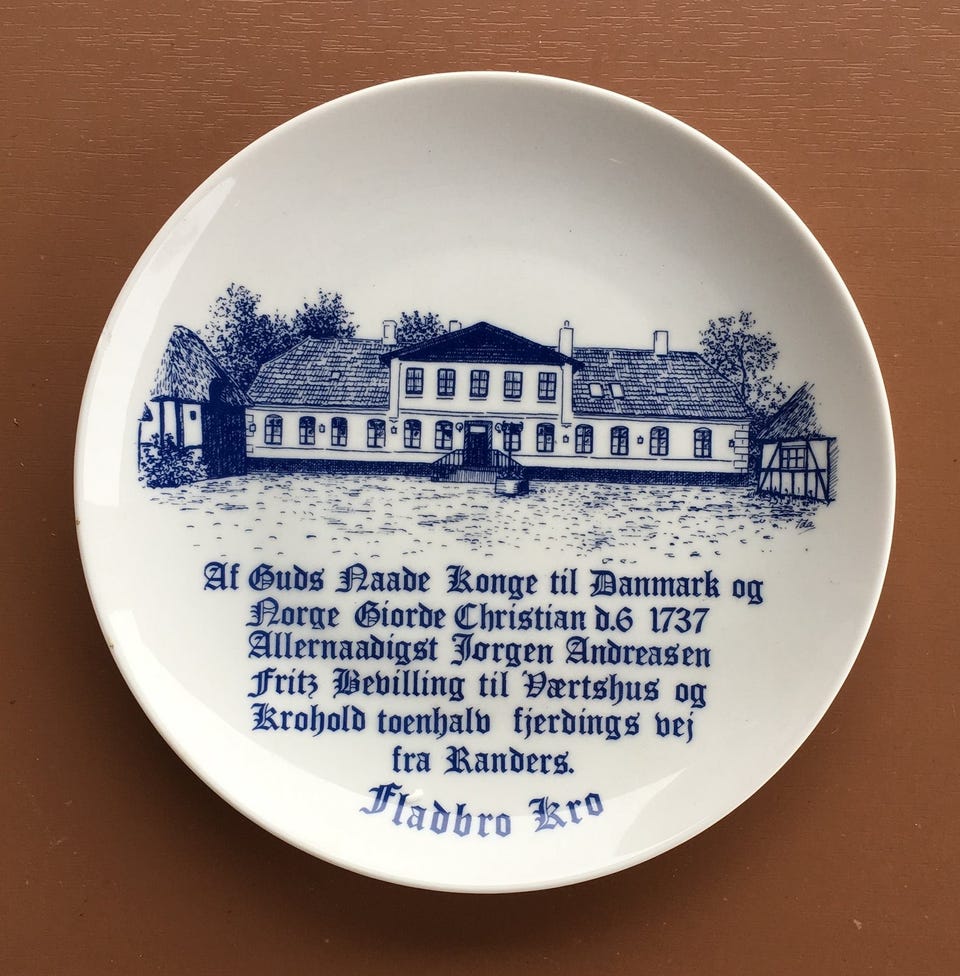 Af Guds Naade Konge til Danmark og
Norge Giorde Christian d.6 1737
Allernaadigst Jørgen Andreasen
Fritz Bevilling til Værtshus og
Krohold toenhalv fjerdings vej
fra Randers.
Fladbro Kro